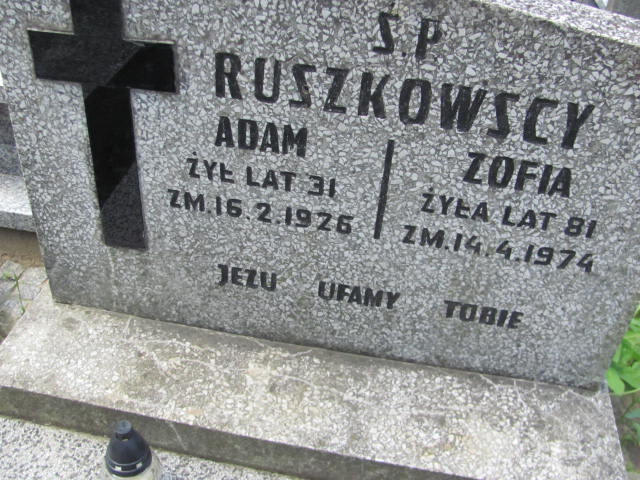 Ś.P
RUSZKOWSCY
ADAM
ŻYŁ LAT 31
ZM.16.2.1926
ZOFIA
ŻYŁA LAT 81
ZM.14.4.1974
JEZU UFAMY TOBIE